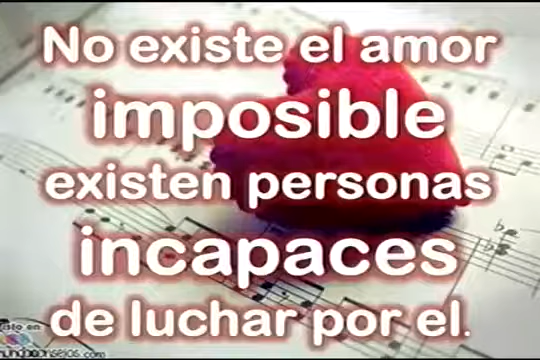 No existe el amor
imposible
existen personas
incapaces
de luchar por el.